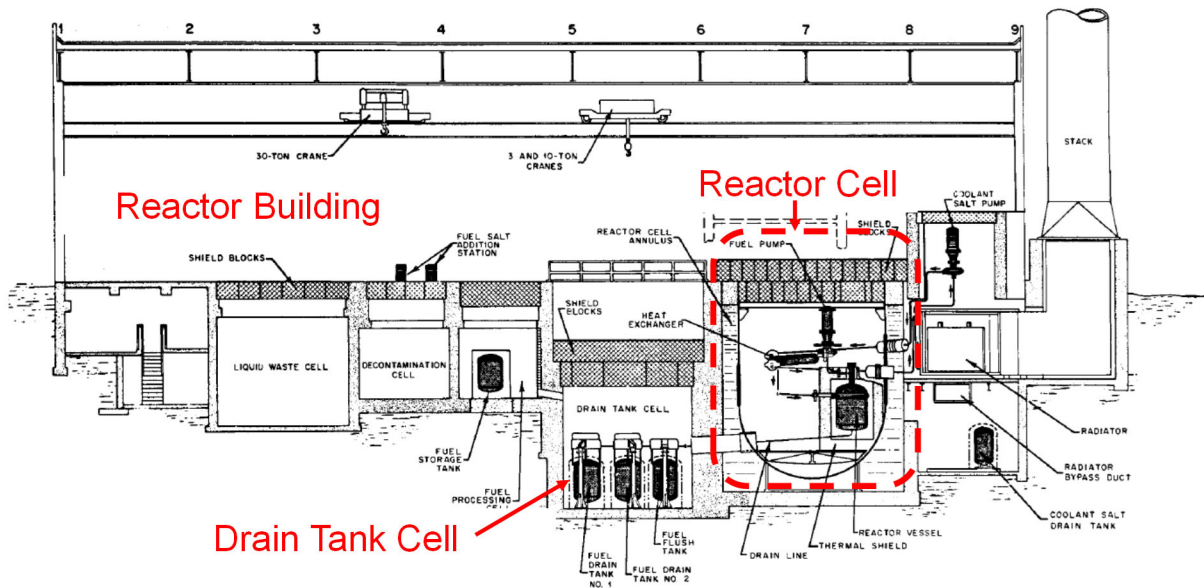 1 2 3 4 5 6 7 8 9
30-TON CRANE
3 AND 10-TON
CRANES
STACK
Reactor Building
Reactor Cell
COOLANT
SALT PUMP
FUEL SALT
ADDITION
STATION
SHIELD BLOCKS
REACTOR CELL
ANNULUS
FUEL PUMP
SHIELD
BLOCKS
SHIELD
BLOCKS
HEAT
EXCHANGER
LIQUID WASTE CELL
DECONTAMINATION
CELL
DRAIN TANK CELL
FUEL
STORAGE
TANK
FUEL
PROCESSING
CELL
RADIATOR
RADIATOR
BYPASS DUCT
COOLANT SALT
DRAIN TANK
Drain Tank Cell
FUEL
DRAIN
TANK
NO. 1
FUEL DRAIN
TANK NO. 2
FUEL
FLUSH
TANK
DRAIN LINE
THERMAL SHIELD
REACTOR VESSEL